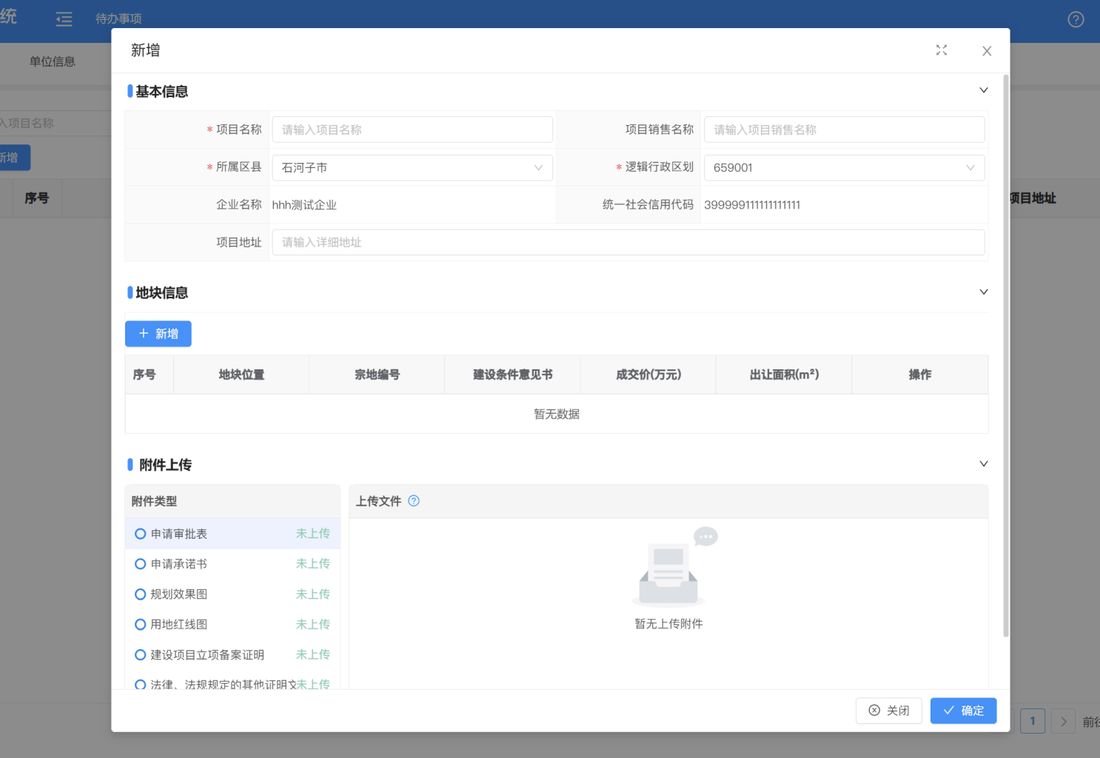 统
待办事项
单位信息
入项目名称
新增
序号
项目地址
新增
基本信息
* 项目名称 请输入项目名称 项目销售名称 请输入项目销售名称
* 所属区县 石河子市 * 逻辑行政区划 659001
企业名称 hhh测试企业 统一社会信用代码 399999111111111111
项目地址 请输入详细地址
地块信息
+ 新增
序号 地块位置 宗地编号 建设条件意见书 成交价(万元) 出让面积(m²) 操作
暂无数据
附件上传
附件类型 上传文件
申请审批表 未上传
申请承诺书 未上传
规划效果图 未上传
用地红线图 未上传
建设项目立项备案证明 未上传
法律、法规规定的其他证明文 未上传
暂无上传附件
关闭 确定
1
前往